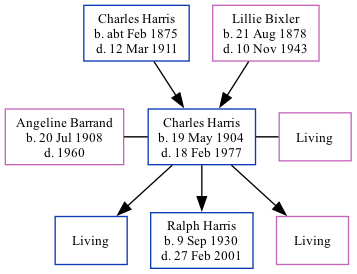 Charles Harris
b. abt Feb 1875
d. 12 Mar 1911
Lillie Bixler
b. 21 Aug 1878
d. 10 Nov 1943
Angeline Barrand
b. 20 Jul 1908
d. 1960
Charles Harris
b. 19 May 1904
d. 18 Feb 1977
Living
Living
Ralph Harris
b. 9 Sep 1930
d. 27 Feb 2001
Living